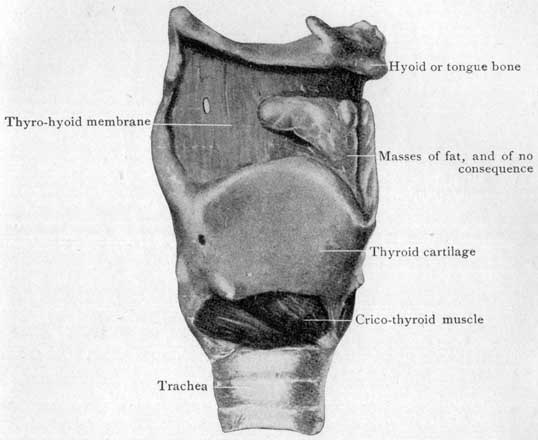 Hyoid or tongue bone
Thyro-hyoid membrane
Masses of fat, and of no
consequence
Thyroid cartilage
Crico-thyroid muscle
Trachea